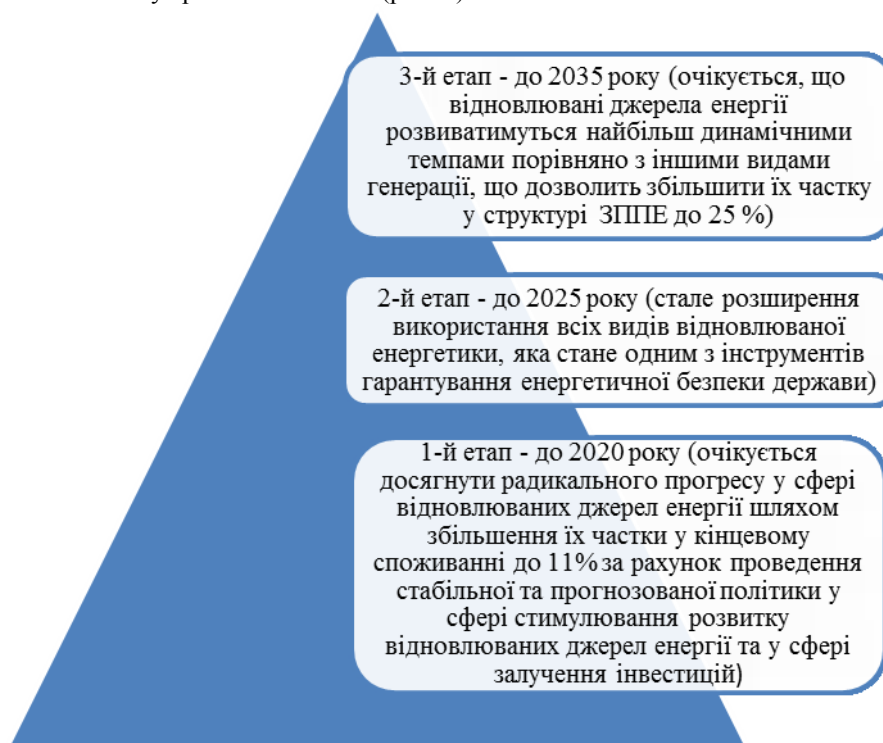 3-й етап - до 2035 року (очікується, що
відновлювані джерела енергії
розвиватимуться найбільш динамічними
темпами порівняно з іншими видами
генерації, що дозволить збільшити їх частку
у структурі ЗППЕ до 25 %)
2-й етап - до 2025 року (стале розширення
використання всіх видів відновлюваної
енергетики, яка стане одним з інструментів
гарантування енергетичної безпеки держави)
1-й етап - до 2020 року (очікується
досягнути радикального прогресу у сфері
відновлюваних джерел енергії шляхом
збільшення їх частки у кінцевому
споживанні до 11% за рахунок проведення
стабільної та прогнозованої політики у
сфері стимулювання розвитку
відновлюваних джерел енергії та у сфері
залучення інвестицій)